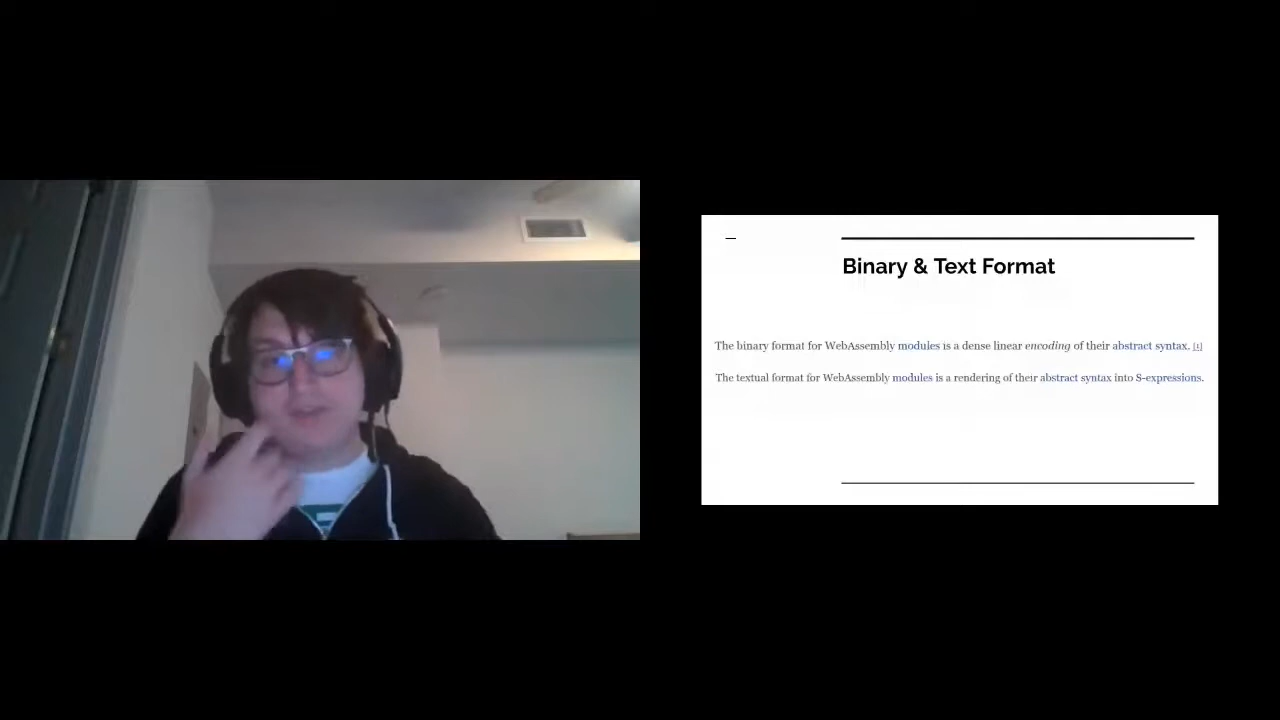 Binary & Text Format
The binary format for WebAssembly modules is a dense linear encoding of their abstract syntax. [1]
The textual format for WebAssembly modules is a rendering of their abstract syntax into S-expressions.